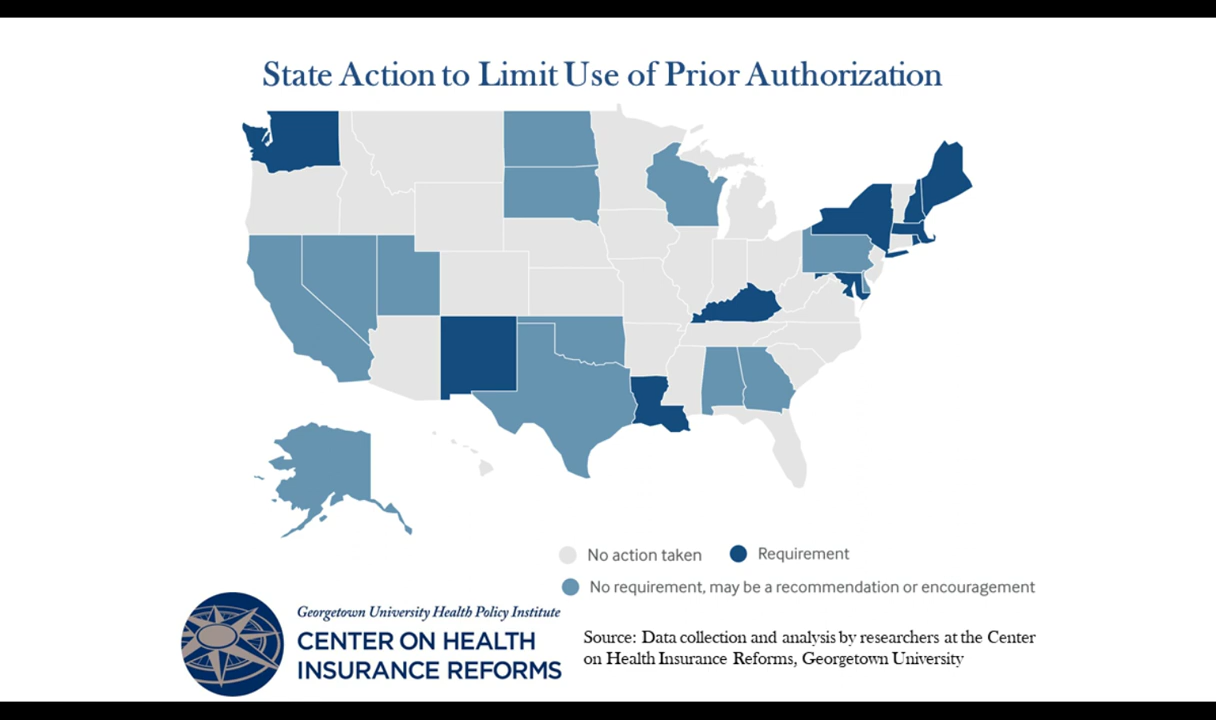 State Action to Limit Use of Prior Authorization
No action taken
Requirement
No requirement, may be a recommendation or encouragement
Georgetown University Health Policy Institute
CENTER ON HEALTH
INSURANCE REFORMS
Source: Data collection and analysis by researchers at the Center
on Health Insurance Reforms, Georgetown University